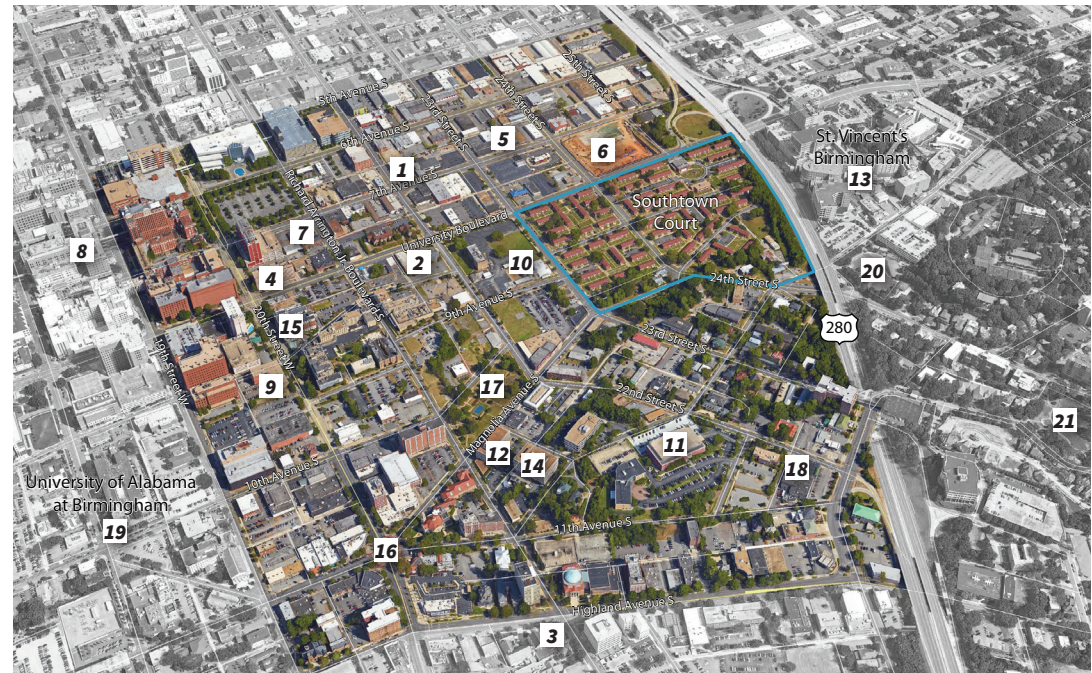 5th Avenue S
25th Street S
24th Street S
23rd Street S
6th Avenue S
5
6
St. Vincent's
Birmingham
13
1
7th Avenue S
Richard Arrington Jr. Boulevard S
Southtown
Court
University Boulevard
7
8
2
10
4
24th Street S
20
9th Avenue S
280
15
20th Street W
19th Street W
23rd Street S
9
17
22nd Street S
Magnolia Avenue S
21
11
12
14
18
10th Avenue S
University of Alabama
at Birmingham
19
11th Avenue S
16
Highland Avenue S
3